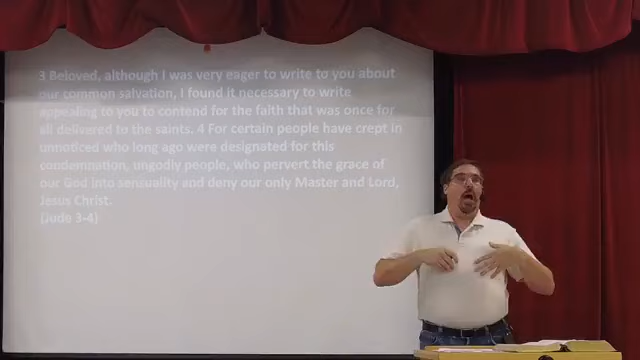 3 Beloved, although I was very eager to write to you about
our common salvation, I found it necessary to write
appealing to you to contend for the faith that was once for
all delivered to the saints. 4 For certain people have crept in
unnoticed who long ago were designated for this
condemnation, ungodly people, who pervert the grace of
our God into sensuality and deny our only Master and Lord,
Jesus Christ.
(Jude 3-4)